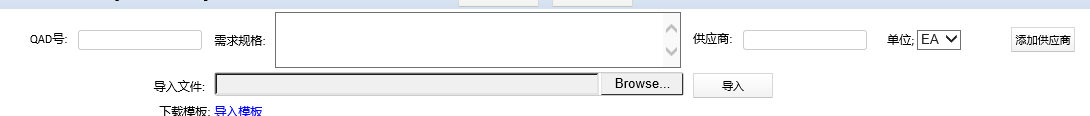 QAD号: 需求规格: 供应商: 单位; EA 添加供应商
导入文件: Browse... 导入
下载模板: 导入模板